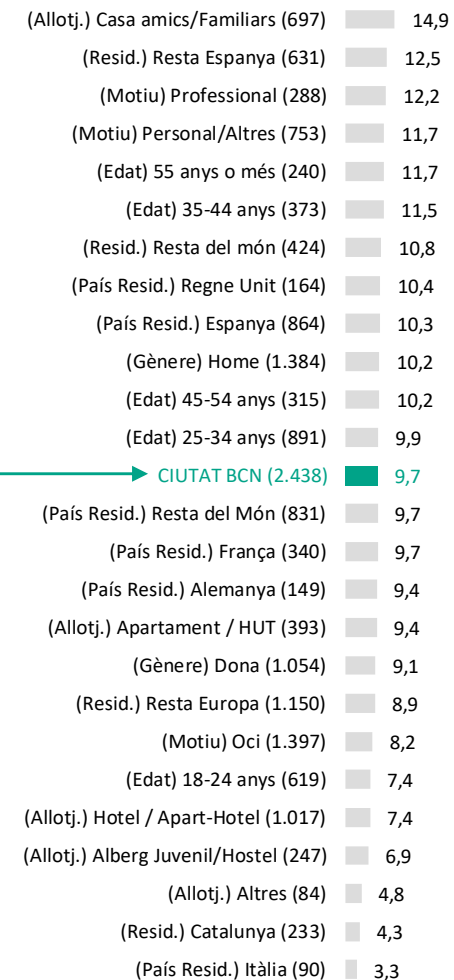 (Allotj.) Casa amics/Familiars (697) 14,9
(Resid.) Resta Espanya (631) 12,5
(Motiu) Professional (288) 12,2
(Motiu) Personal/Altres (753) 11,7
(Edat) 55 anys o més (240) 11,7
(Edat) 35-44 anys (373) 11,5
(Resid.) Resta del món (424) 10,8
(País Resid.) Regne Unit (164) 10,4
(País Resid.) Espanya (864) 10,3
(Gènere) Home (1.384) 10,2
(Edat) 45-54 anys (315) 10,2
(Edat) 25-34 anys (891) 9,9
CIUTAT BCN (2.438) 9,7
(País Resid.) Resta del Món (831) 9,7
(País Resid.) França (340) 9,7
(País Resid.) Alemanya (149) 9,4
(Allotj.) Apartament / HUT (393) 9,4
(Gènere) Dona (1.054) 9,1
(Resid.) Resta Europa (1.150) 8,9
(Motiu) Oci (1.397) 8,2
(Edat) 18-24 anys (619) 7,4
(Allotj.) Hotel / Apart-Hotel (1.017) 7,4
(Allotj.) Alberg Juvenil/Hostel (247) 6,9
(Allotj.) Altres (84) 4,8
(Resid.) Catalunya (233) 4,3
(País Resid.) Itàlia (90) 3,3